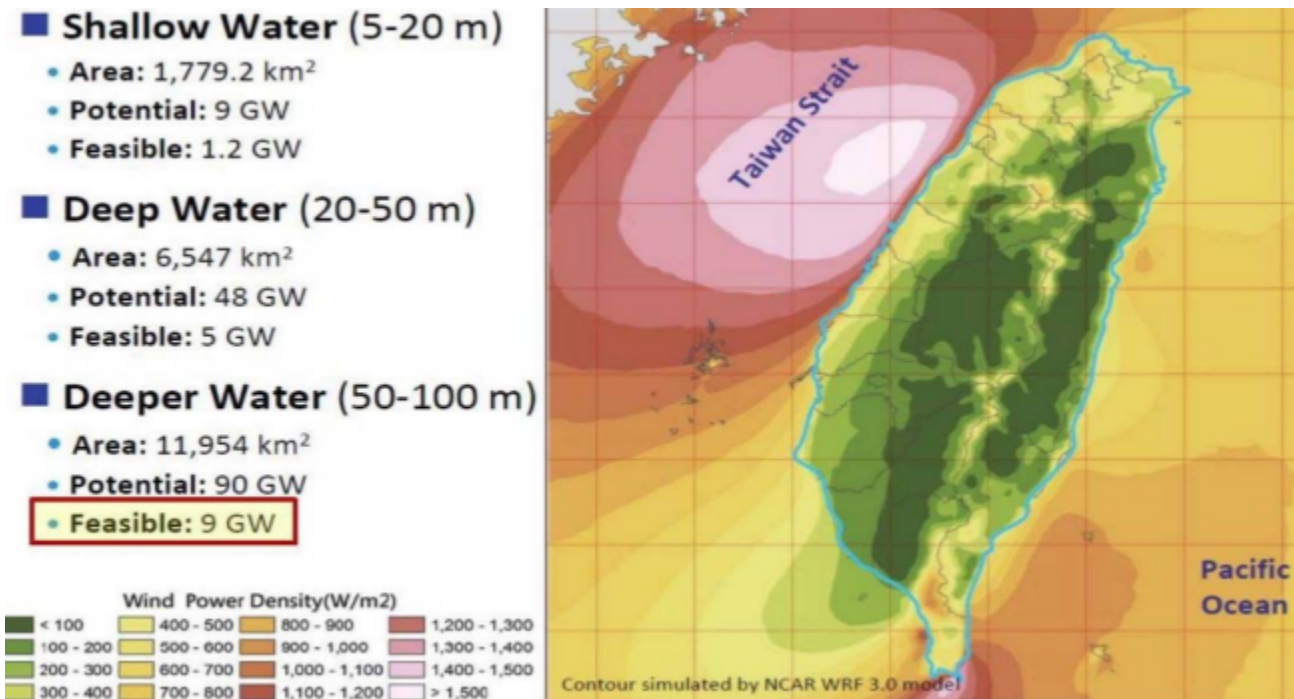 ■ Shallow Water (5-20 m)
• Area: 1,779.2 km²
• Potential: 9 GW
• Feasible: 1.2 GW
■ Deep Water (20-50 m)
• Area: 6,547 km²
• Potential: 48 GW
• Feasible: 5 GW
■ Deeper Water (50-100 m)
• Area: 11,954 km²
• Potential: 90 GW
• Feasible: 9 GW
Wind Power Density(W/m2)
< 100 400 - 500 800 - 900 1,200 - 1,300
100 - 200 500 - 600 900 - 1,000 1,300 - 1,400
200 - 300 600 - 700 1,000 - 1,100 1,400 - 1,500
300 - 400 700 - 800 1,100 - 1,200 > 1,500
Taiwan Strait
Pacific
Ocean
Contour simulated by NCAR WRF 3.0 model